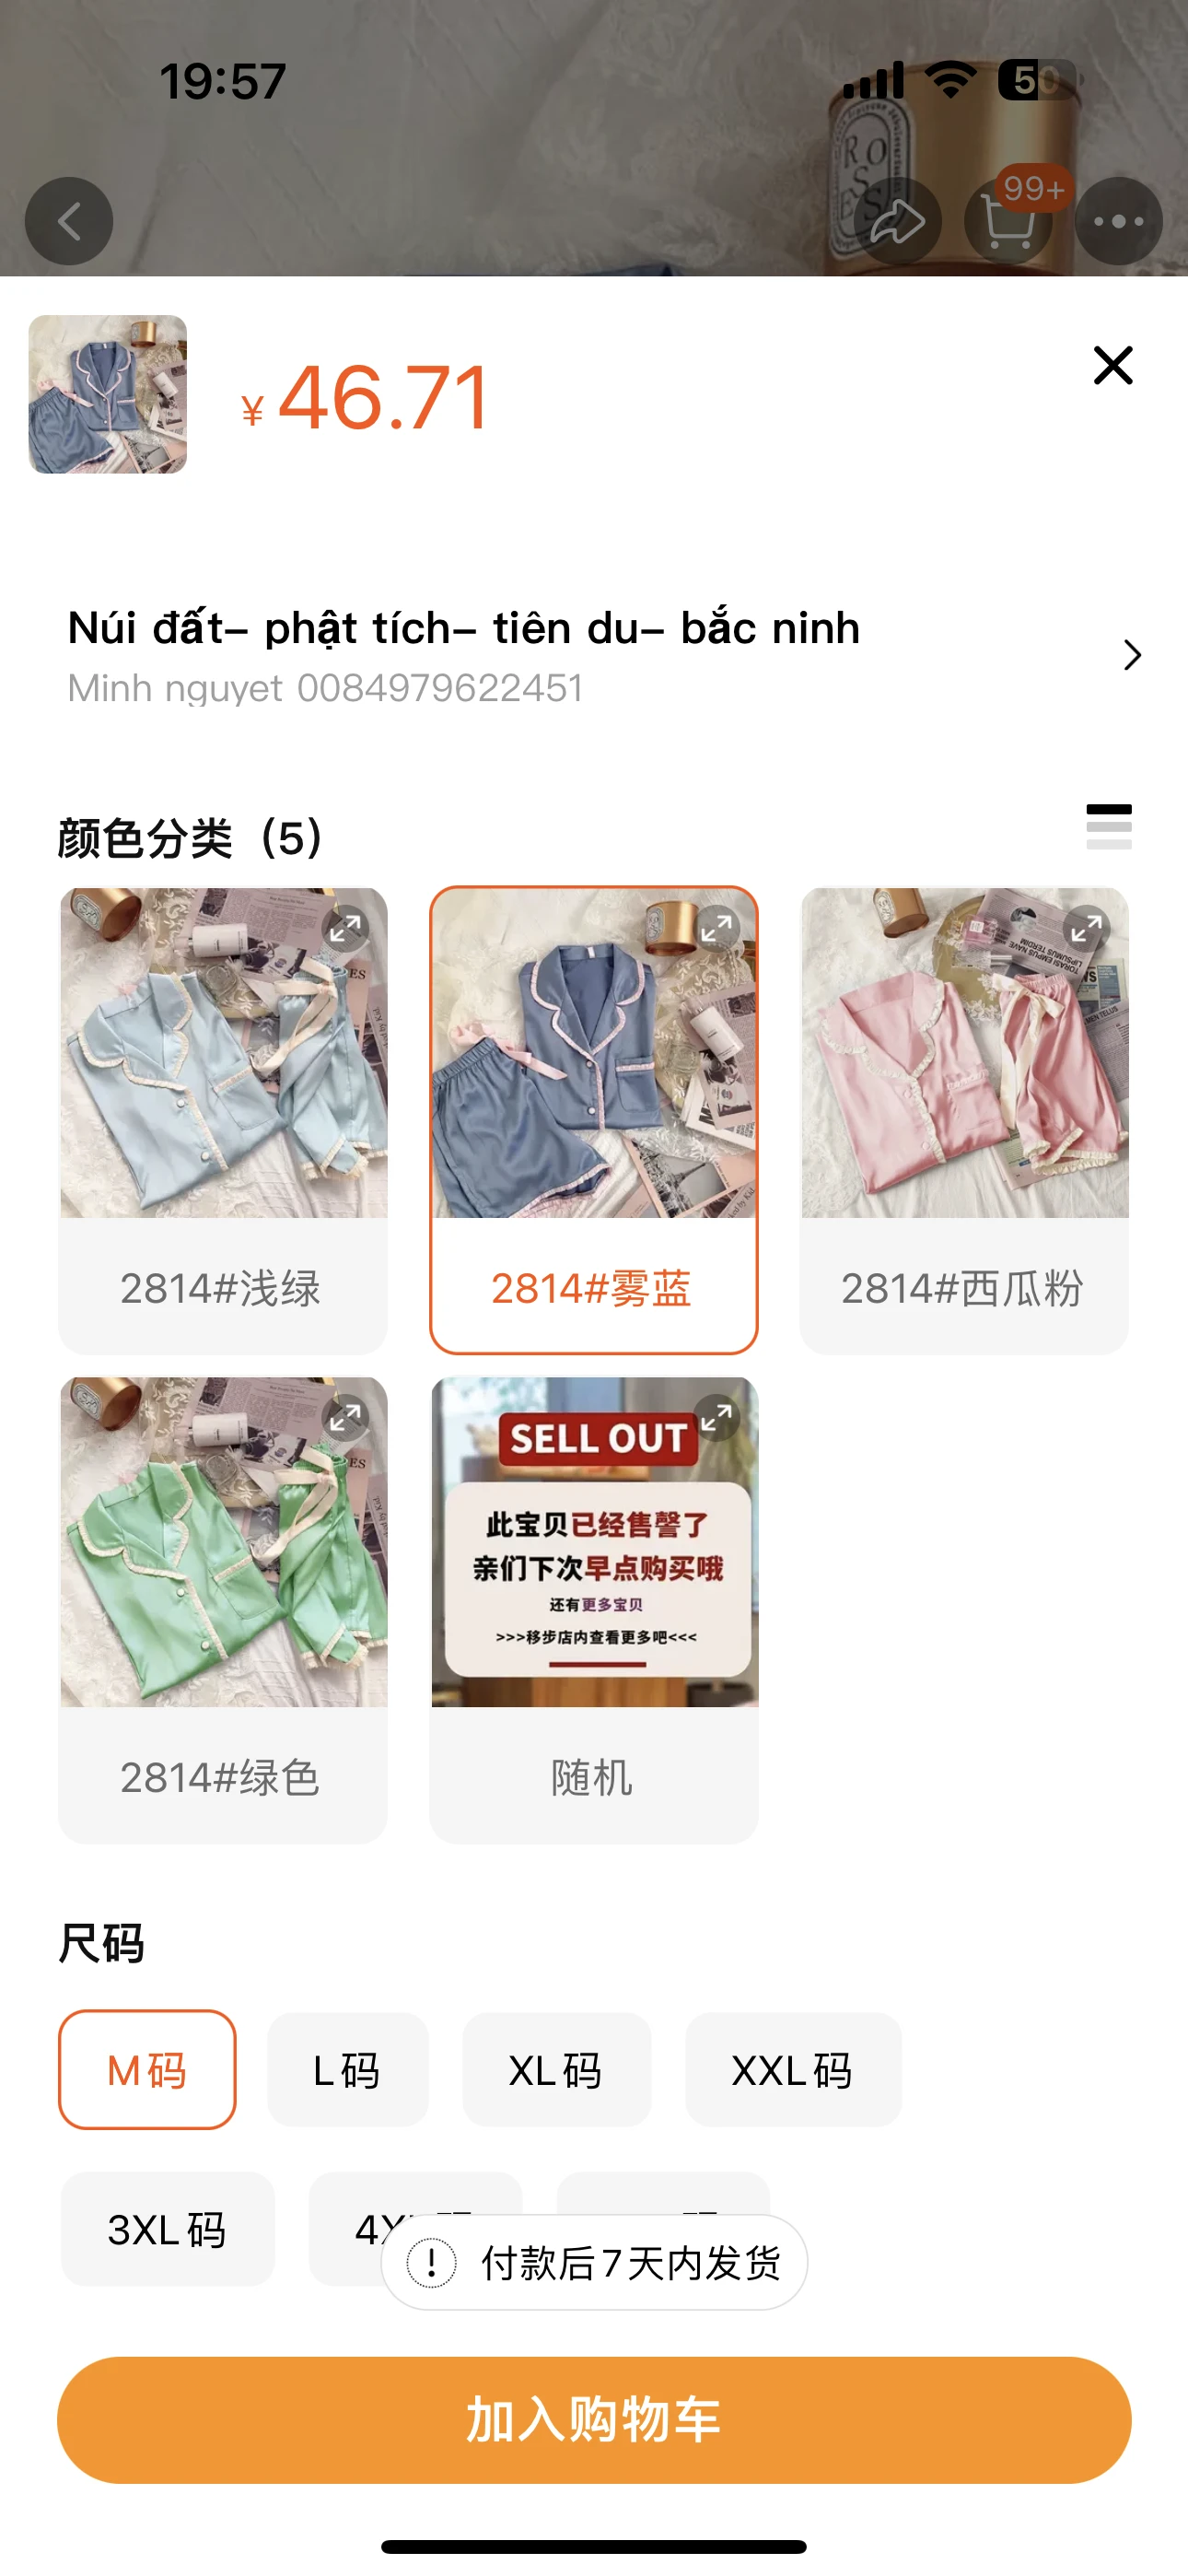 19:57
50
ROSES
99+
¥46.71
Núi đất– phật tích– tiên du– bắc ninh
Minh nguyet 0084979622451
颜色分类（5）
2814#浅绿
2814#雾蓝
2814#西瓜粉
SELL OUT
此宝贝已经售罄了
亲们下次早点购买哦
还有更多宝贝
>>>移步店内查看更多吧<<<
2814#绿色
随机
尺码
M码
L码
XL码
XXL码
3XL码
付款后7天内发货
加入购物车